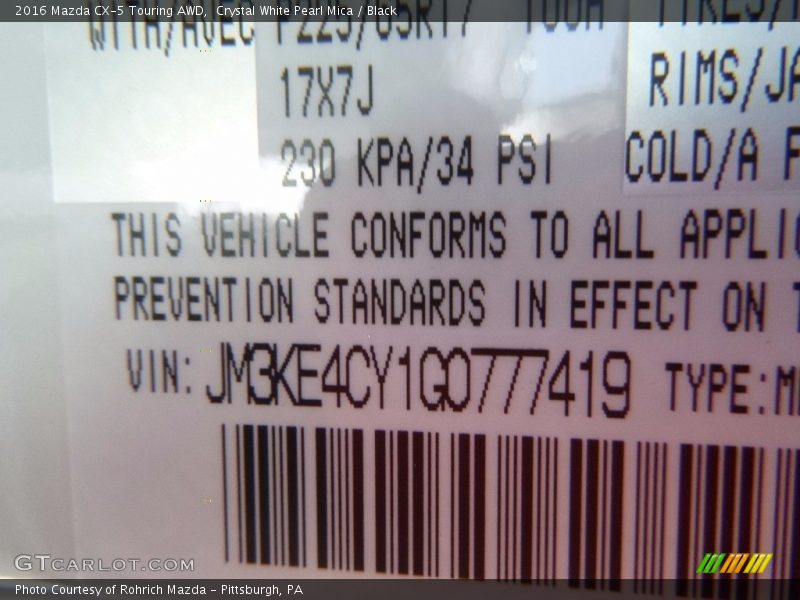 2016 Mazda CX-5 Touring AWD, Crystal White Pearl Mica / Black
17X7J
RIMS/
230 KPA/34 PSI
COLD/A
THIS VEHICLE CONFORMS TO ALL
PREVENTION STANDARDS IN EFFECT ON
VIN: JM3KE4CY1G0777419 TYPE:
GTCARLOT.COM
Photo Courtesy of Rohrich Mazda - Pittsburgh, PA